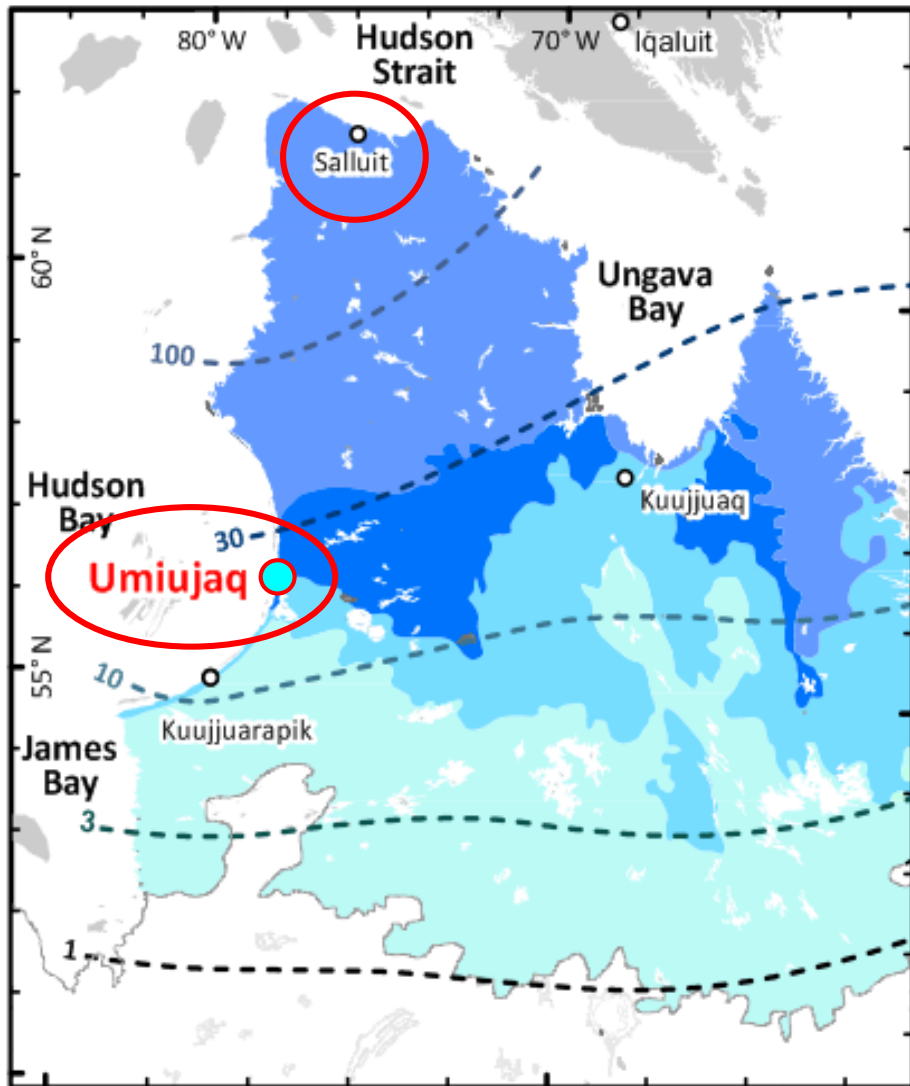 80° W
Hudson
Strait
70° W
Iqaluit
Salluit
60° N
Ungava
Bay
100
Hudson
Bay
30
Kuujjuaq
Umiujaq
55° N
10
Kuujjuarapik
James
Bay
3
1